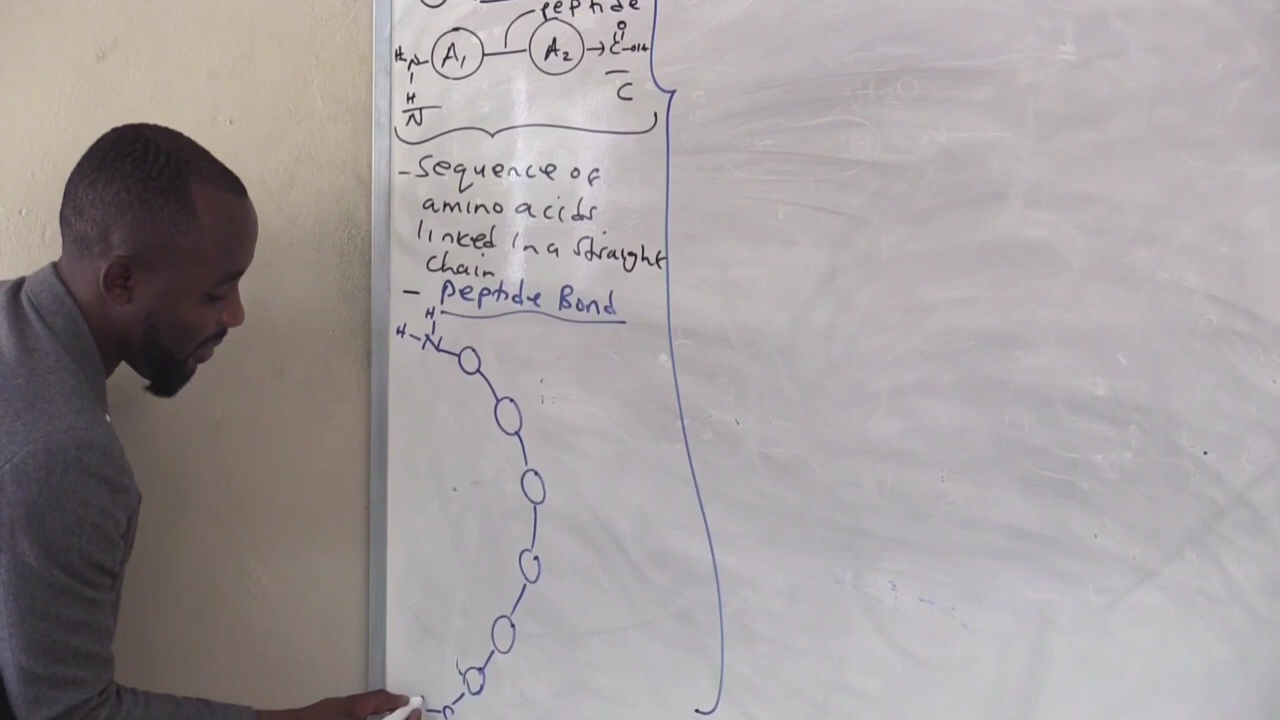 peptide
H-N-A₁-A₂→C-OH
O
H
N
C
- Sequence of
amino acids
linked in a straight
chain
- Peptide Bond
H
H-N
C